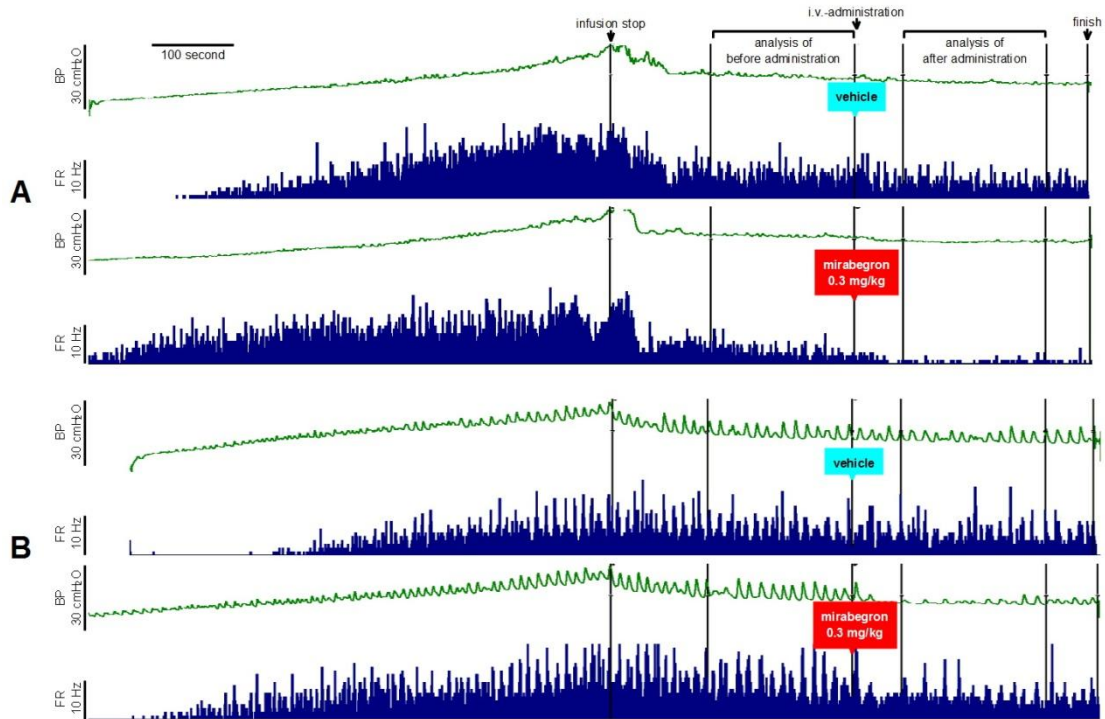 i.v.-administration
infusion stop
finish
100 second
analysis of
before administration
analysis of
after administration
BP
30 cmH₂O
vehicle
FR
10 Hz
A
BP
30 cmH₂O
mirabegron
0.3 mg/kg
FR
10 Hz
BP
30 cmH₂O
vehicle
FR
10 Hz
B
BP
30 cmH₂O
mirabegron
0.3 mg/kg
FR
10 Hz